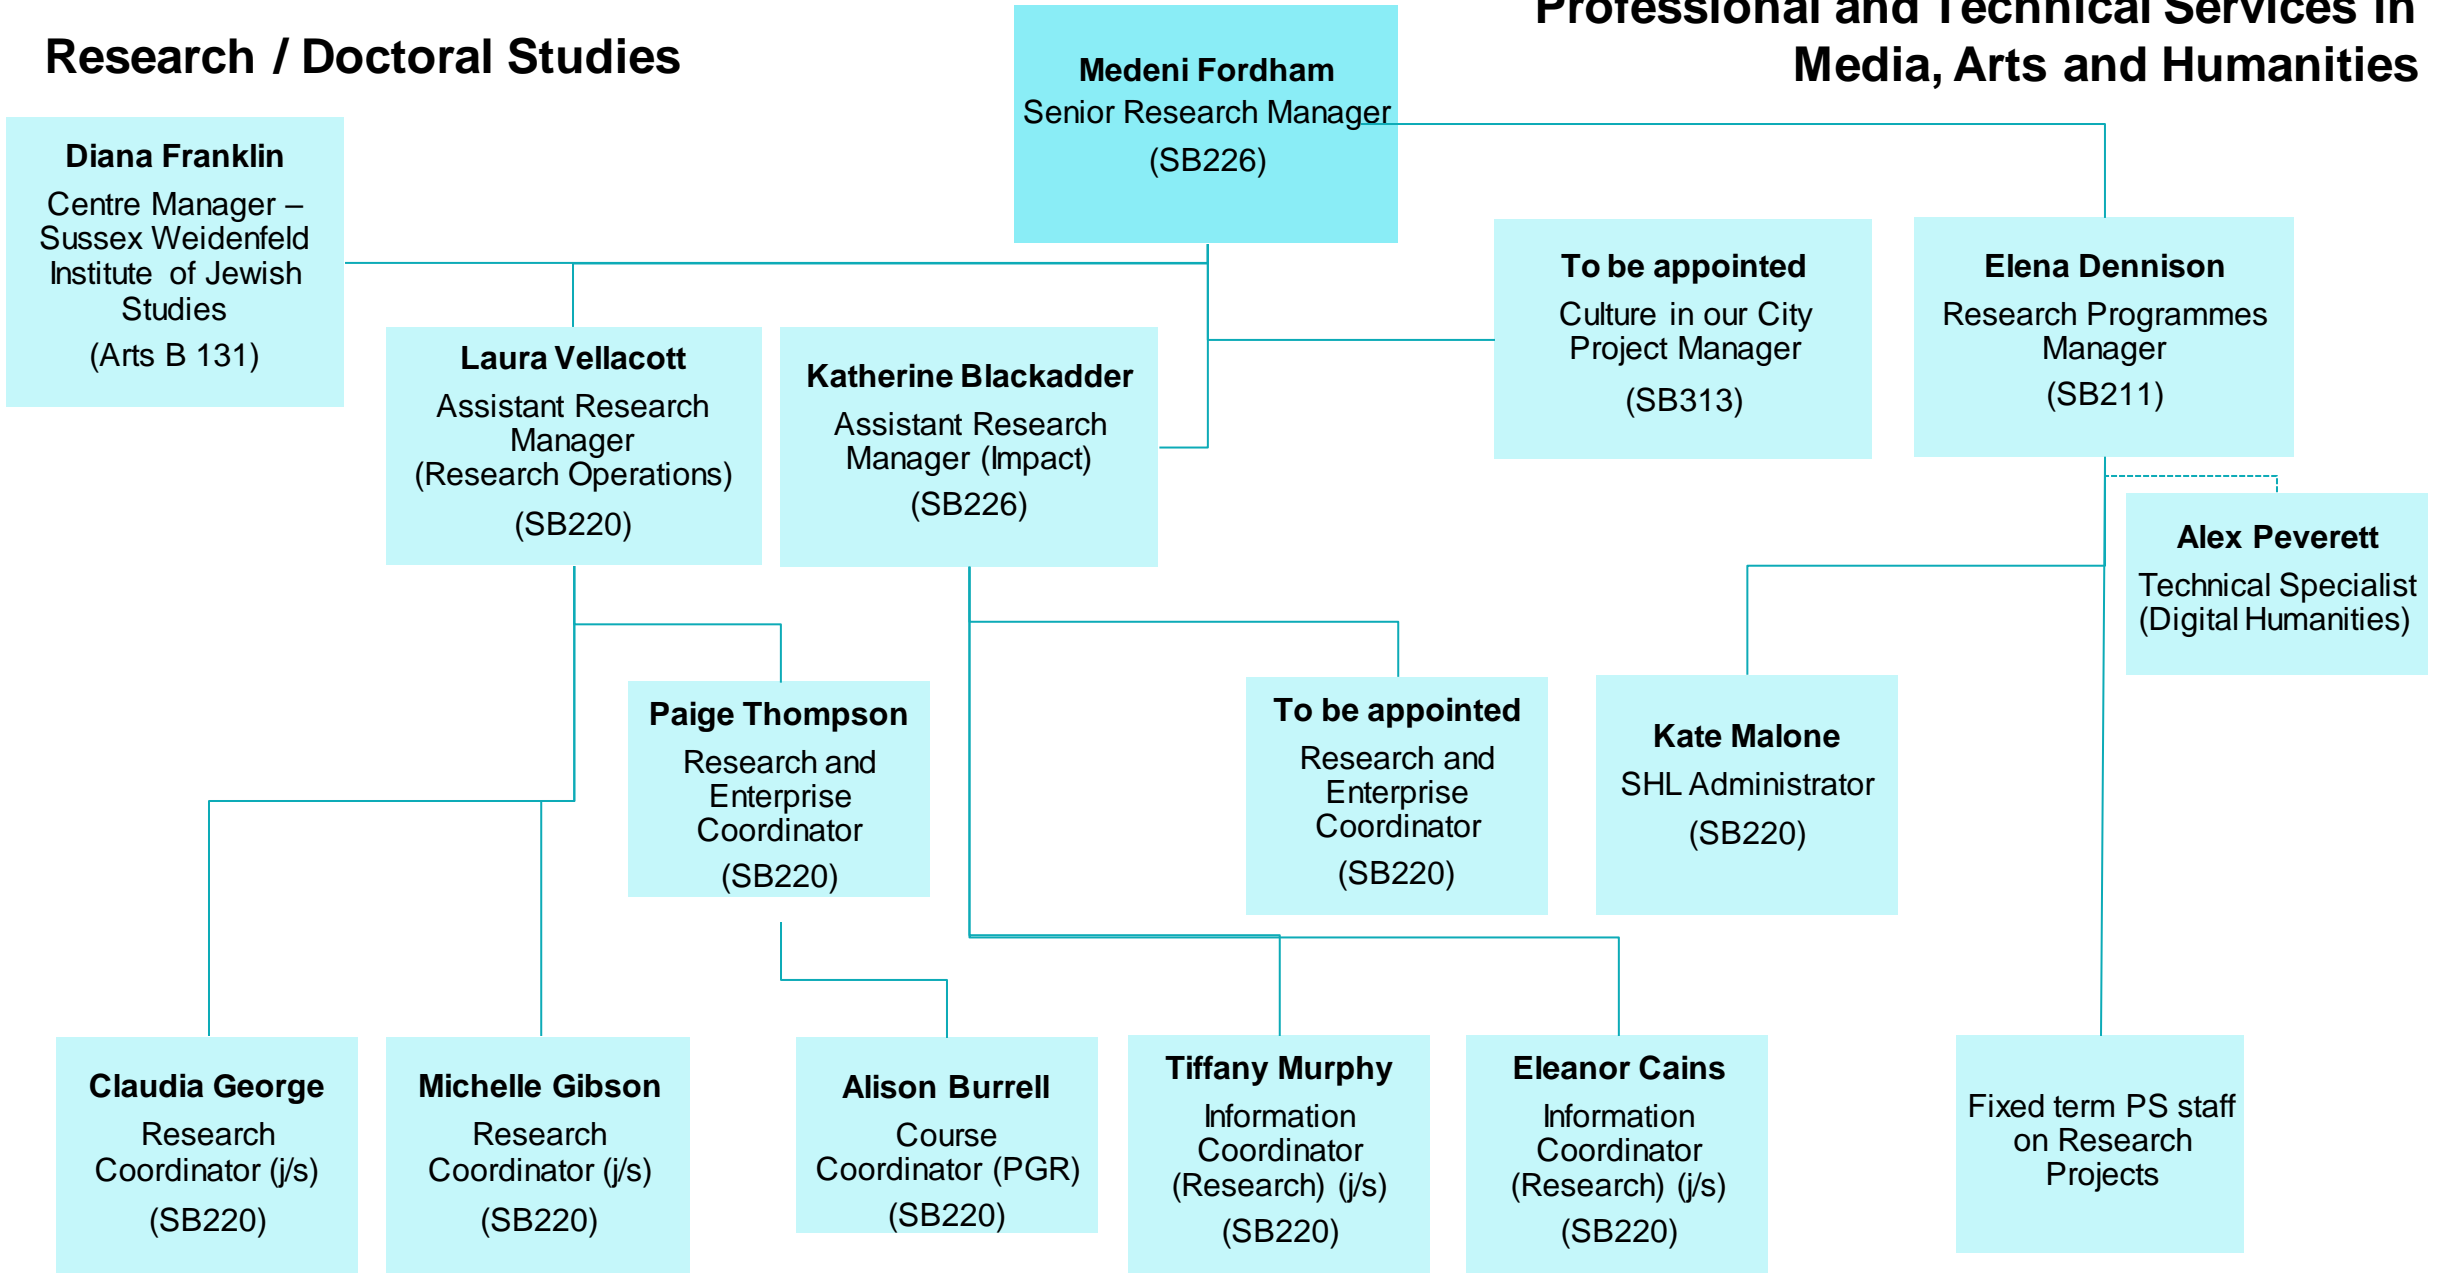 Research / Doctoral Studies
Professional and Technical Services in
Media, Arts and Humanities
Medeni Fordham
Senior Research Manager
(SB226)
Diana Franklin
Centre Manager –
Sussex Weidenfeld
Institute of Jewish
Studies
(Arts B 131)
Laura Vellacott
Assistant Research
Manager
(Research Operations)
(SB220)
Katherine Blackadder
Assistant Research
Manager (Impact)
(SB226)
To be appointed
Culture in our City
Project Manager
(SB313)
Elena Dennison
Research Programmes
Manager
(SB211)
Alex Peverett
Technical Specialist
(Digital Humanities)
Paige Thompson
Research and
Enterprise
Coordinator
(SB220)
To be appointed
Research and
Enterprise
Coordinator
(SB220)
Kate Malone
SHL Administrator
(SB220)
Claudia George
Research
Coordinator (j/s)
(SB220)
Michelle Gibson
Research
Coordinator (j/s)
(SB220)
Alison Burrell
Course
Coordinator (PGR)
(SB220)
Tiffany Murphy
Information
Coordinator
(Research) (j/s)
(SB220)
Eleanor Cains
Information
Coordinator
(Research) (j/s)
(SB220)
Fixed term PS staff
on Research
Projects